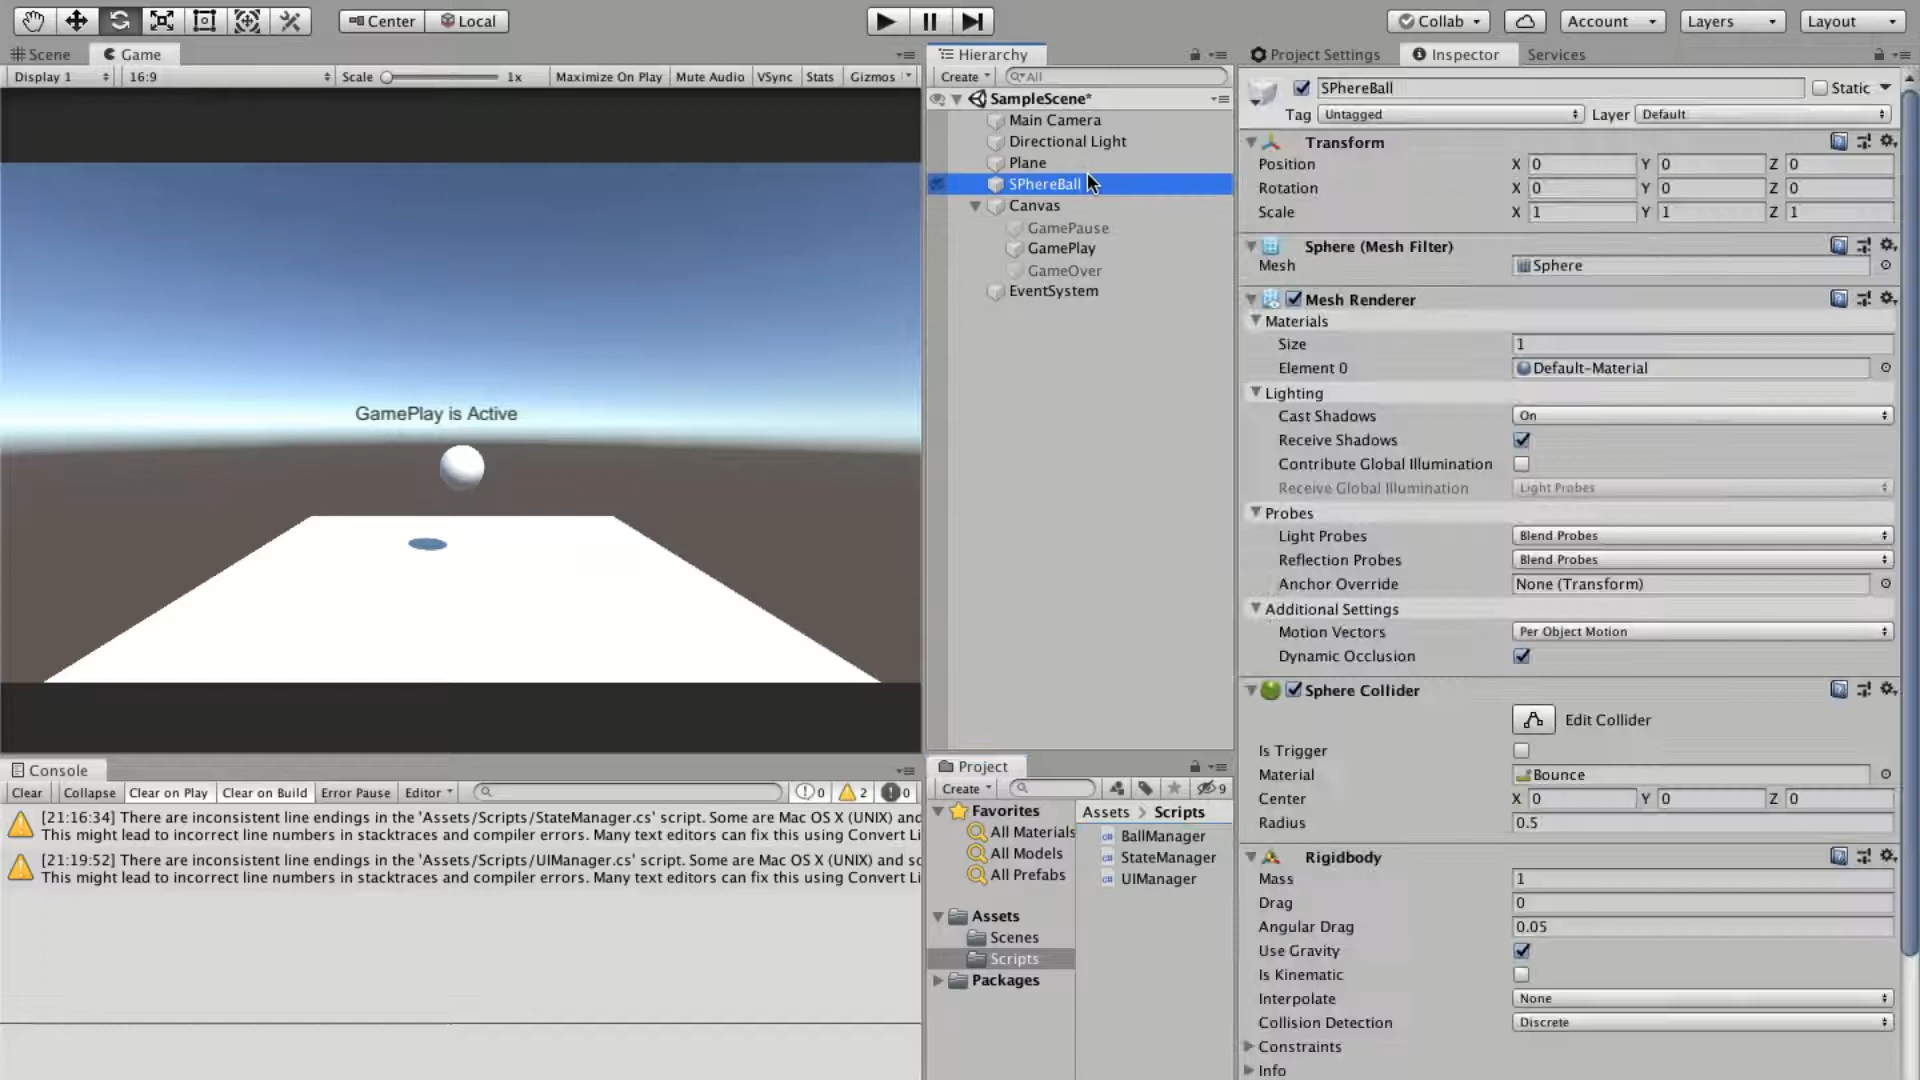 Center
Local
Collab
Account
Layers
Layout
Scene
Game
Display 1
16:9
Scale
1x
Maximize On Play
Mute Audio
VSync
Stats
Gizmos
GamePlay is Active
Hierarchy
Create
All
SampleScene*
Main Camera
Directional Light
Plane
SPhereBall
Canvas
GamePause
GamePlay
GameOver
EventSystem
Console
Clear
Collapse
Clear on Play
Clear on Build
Error Pause
Editor
0
2
0
[21:16:34] There are inconsistent line endings in the 'Assets/Scripts/StateManager.cs' script. Some are Mac OS X (UNIX) and
This might lead to incorrect line numbers in stacktraces and compiler errors. Many text editors can fix this using Convert Li
[21:19:52] There are inconsistent line endings in the 'Assets/Scripts/UIManager.cs' script. Some are Mac OS X (UNIX) and so
This might lead to incorrect line numbers in stacktraces and compiler errors. Many text editors can fix this using Convert Li
Project
Create
9
Favorites
All Materials
All Models
All Prefabs
Assets
Scenes
Scripts
Packages
Assets > Scripts
BallManager
StateManager
UIManager
Project Settings
Inspector
Services
SPhereBall
Static
Tag Untagged Layer Default
Transform
Position X 0 Y 0 Z 0
Rotation X 0 Y 0 Z 0
Scale X 1 Y 1 Z 1
Sphere (Mesh Filter)
Mesh Sphere
Mesh Renderer
Materials
Size 1
Element 0 Default-Material
Lighting
Cast Shadows On
Receive Shadows
Contribute Global Illumination
Receive Global Illumination Light Probes
Probes
Light Probes Blend Probes
Reflection Probes Blend Probes
Anchor Override None (Transform)
Additional Settings
Motion Vectors Per Object Motion
Dynamic Occlusion
Sphere Collider
Edit Collider
Is Trigger
Material Bounce
Center X 0 Y 0 Z 0
Radius 0.5
Rigidbody
Mass 1
Drag 0
Angular Drag 0.05
Use Gravity
Is Kinematic
Interpolate None
Collision Detection Discrete
Constraints
Info